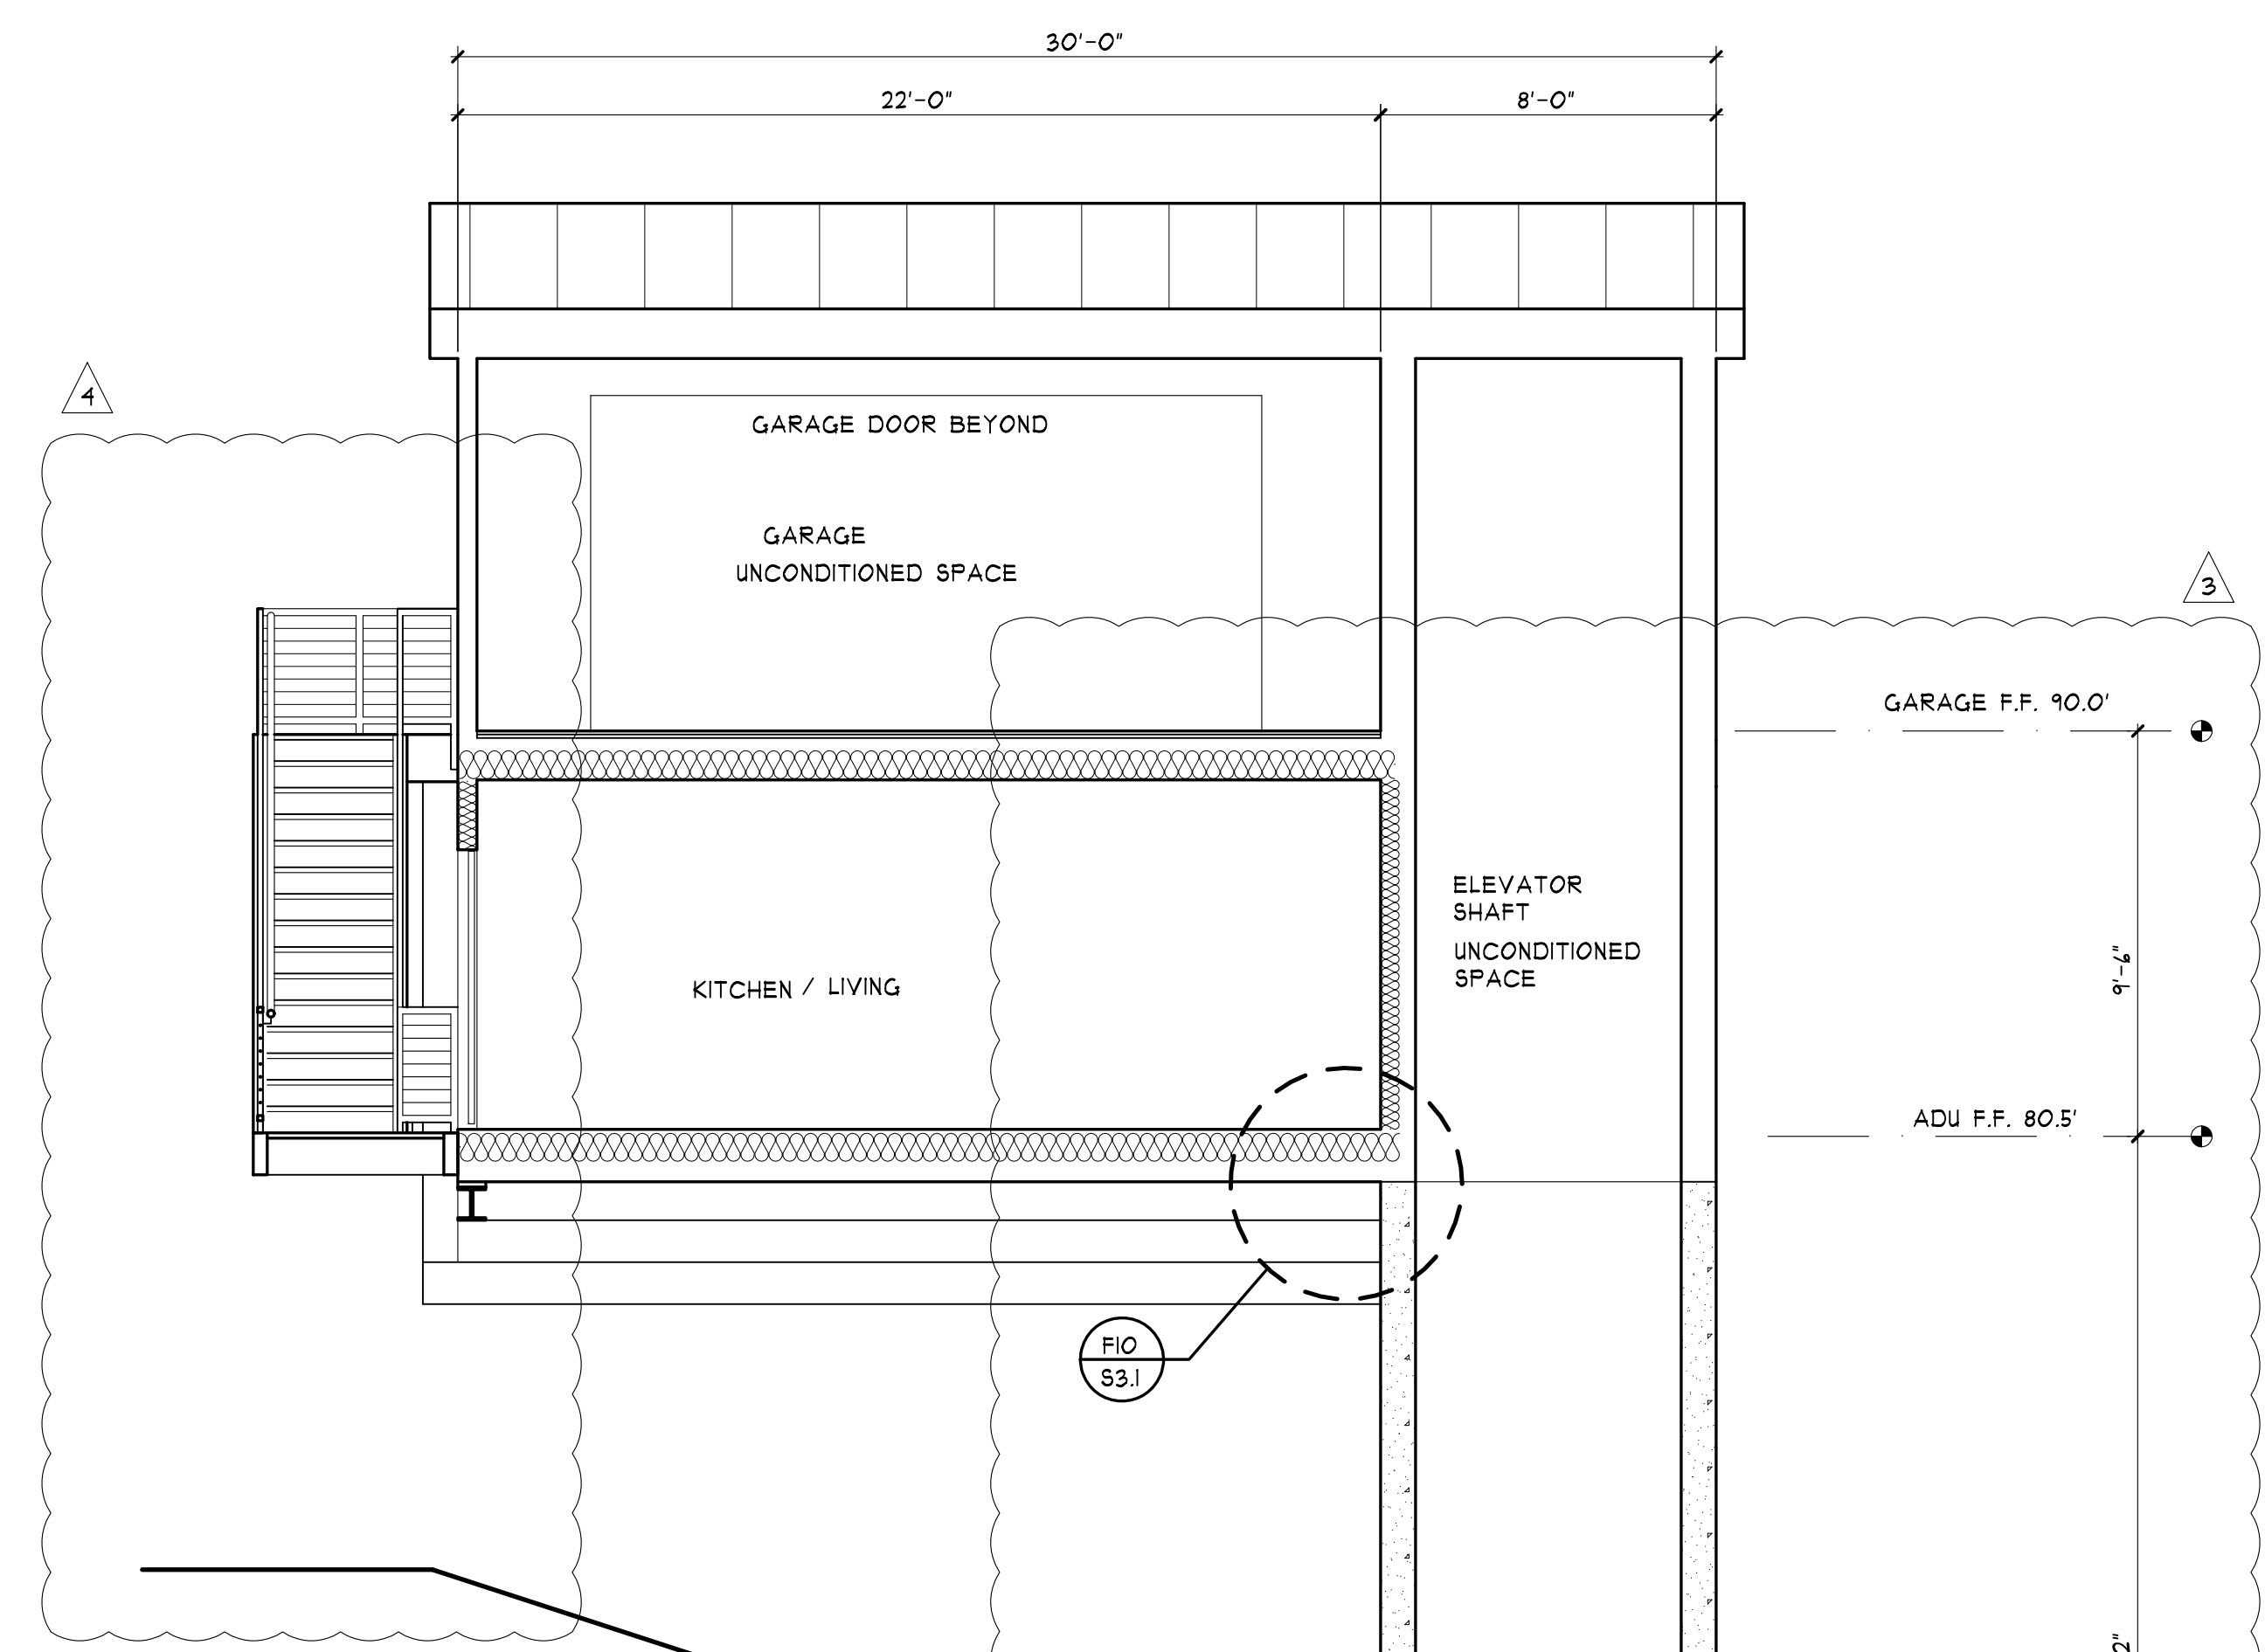 30'-0"
22'-0"
8'-0"
4
GARAGE DOOR BEYOND
GARAGE
UNCONDITIONED SPACE
3
GARAGE F.F. 90.0'
ELEVATOR
SHAFT
UNCONDITIONED
SPACE
9'-6"
KITCHEN / LIVING
ADU F.F. 80.5'
F10
S3.1
2"